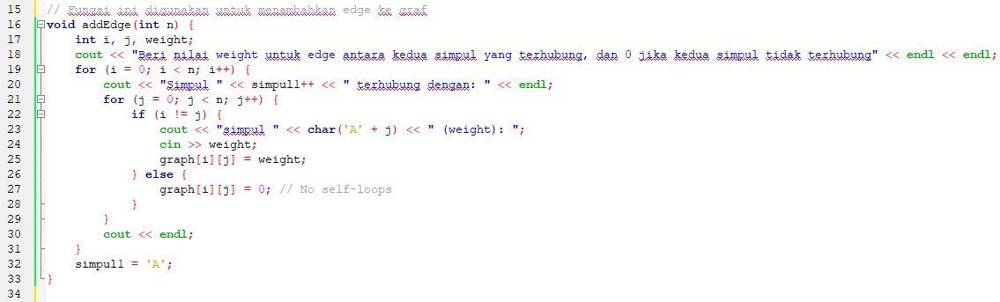 15 // Fungsi ini digunakan untuk menambahkan edge ke graf
16 void addEdge(int n) {
17 int i, j, weight;
18 cout << "Beri nilai weight untuk edge antara kedua simpul yang terhubung, dan 0 jika kedua simpul tidak terhubung" << endl << endl;
19 for (i = 0; i < n; i++) {
20 cout << "Simpul " << simpull++ << " terhubung dengan: " << endl;
21 for (j = 0; j < n; j++) {
22 if (i != j) {
23 cout << "simpul " << char('A' + j) << " (weight): ";
24 cin >> weight;
25 graph[i][j] = weight;
26 } else {
27 graph[i][j] = 0; // No self-loops
28 }
29 }
30 cout << endl;
31 }
32 simpull = 'A';
33 }
34